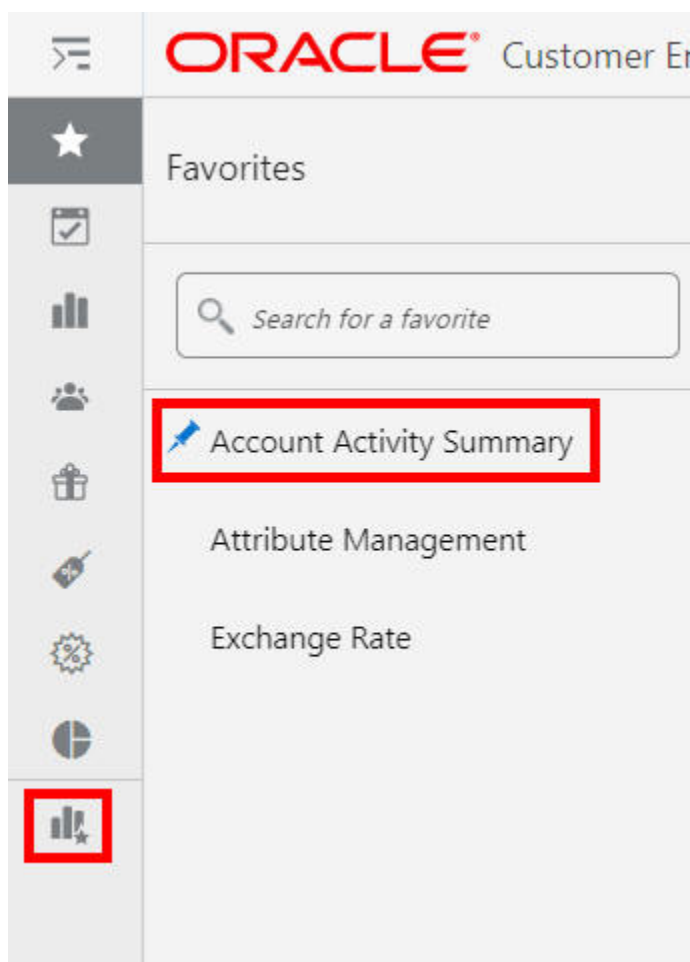 ORACLE® Customer
Favorites
Search for a favorite
Account Activity Summary
Attribute Management
Exchange Rate